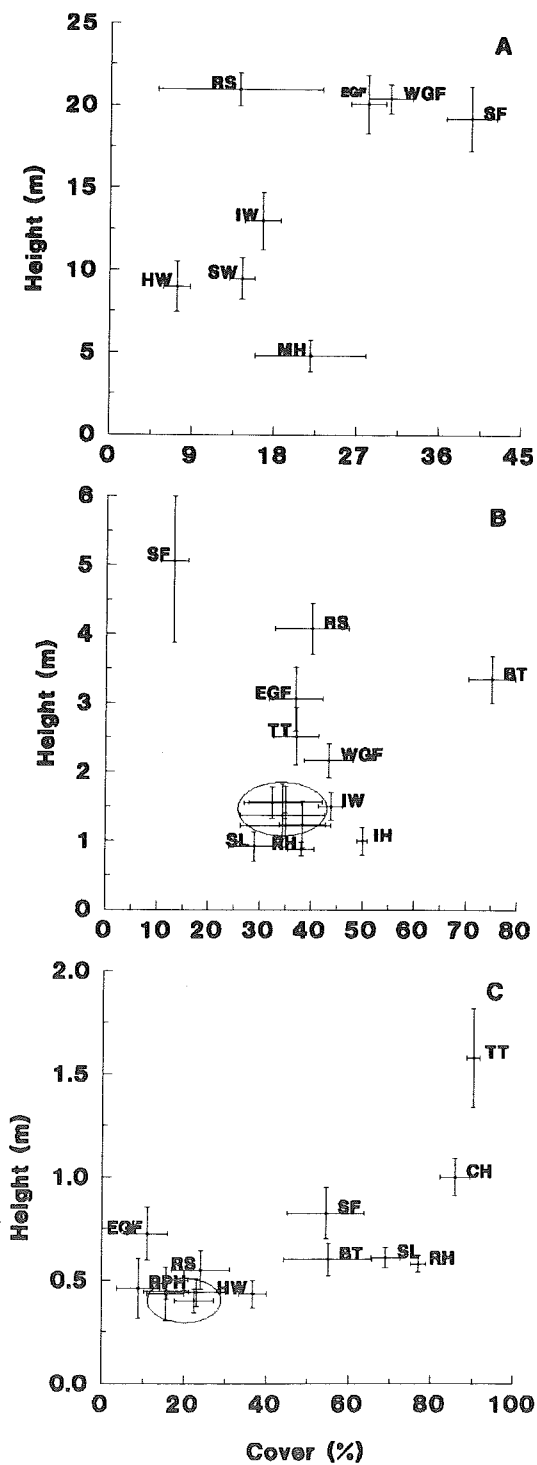 A
25
20
15
10
5
0
Height (m)
RS
EGF
WGF
SF
IW
HW
SW
MH
0 9 18 27 36 45
B
6
5
4
3
2
1
0
Height (m)
SF
RS
BT
EGF
TT
WGF
IW
SL
RH
IH
0 10 20 30 40 50 60 70 80
C
2.0
1.5
1.0
0.5
0.0
Height (m)
TT
CH
EGF
SF
RS
BT
SL
RH
HW
0 20 40 60 80 100
Cover (%)